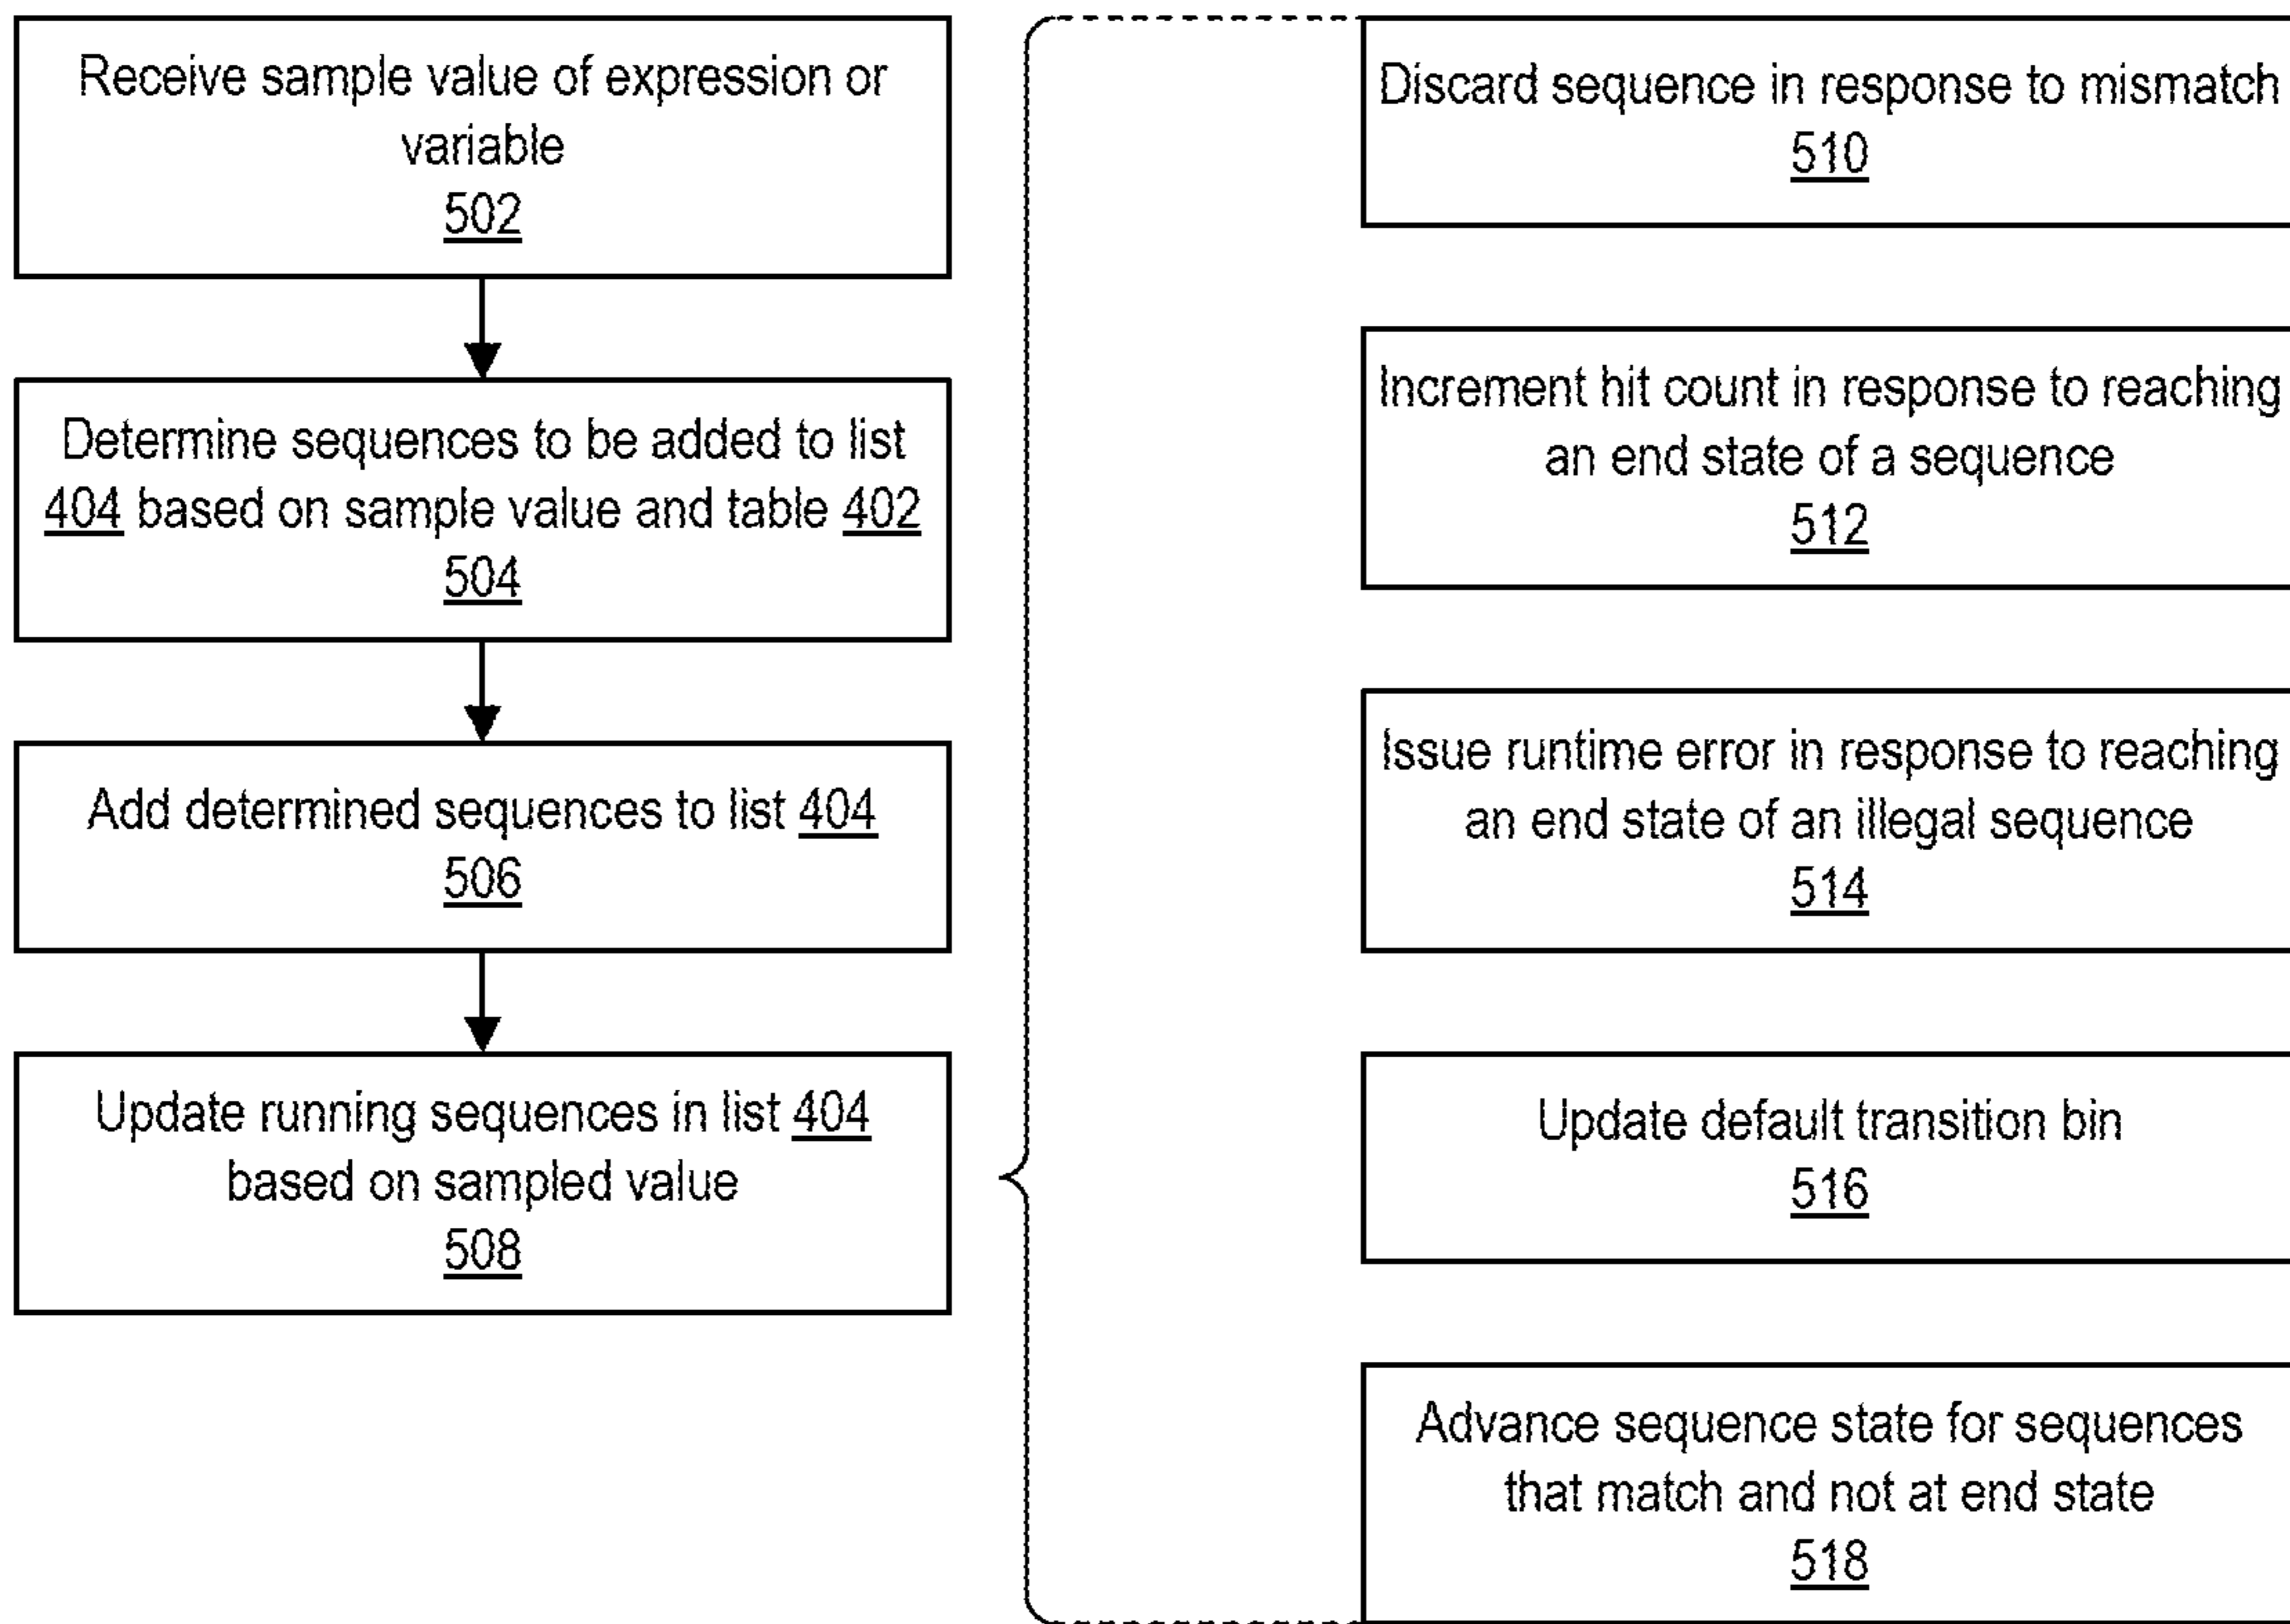 Receive sample value of expression or
variable
502
Determine sequences to be added to list
404 based on sample value and table 402
504
Add determined sequences to list 404
506
Update running sequences in list 404
based on sampled value
508
Discard sequence in response to mismatch
510
Increment hit count in response to reaching
an end state of a sequence
512
Issue runtime error in response to reaching
an end state of an illegal sequence
514
Update default transition bin
516
Advance sequence state for sequences
that match and not at end state
518